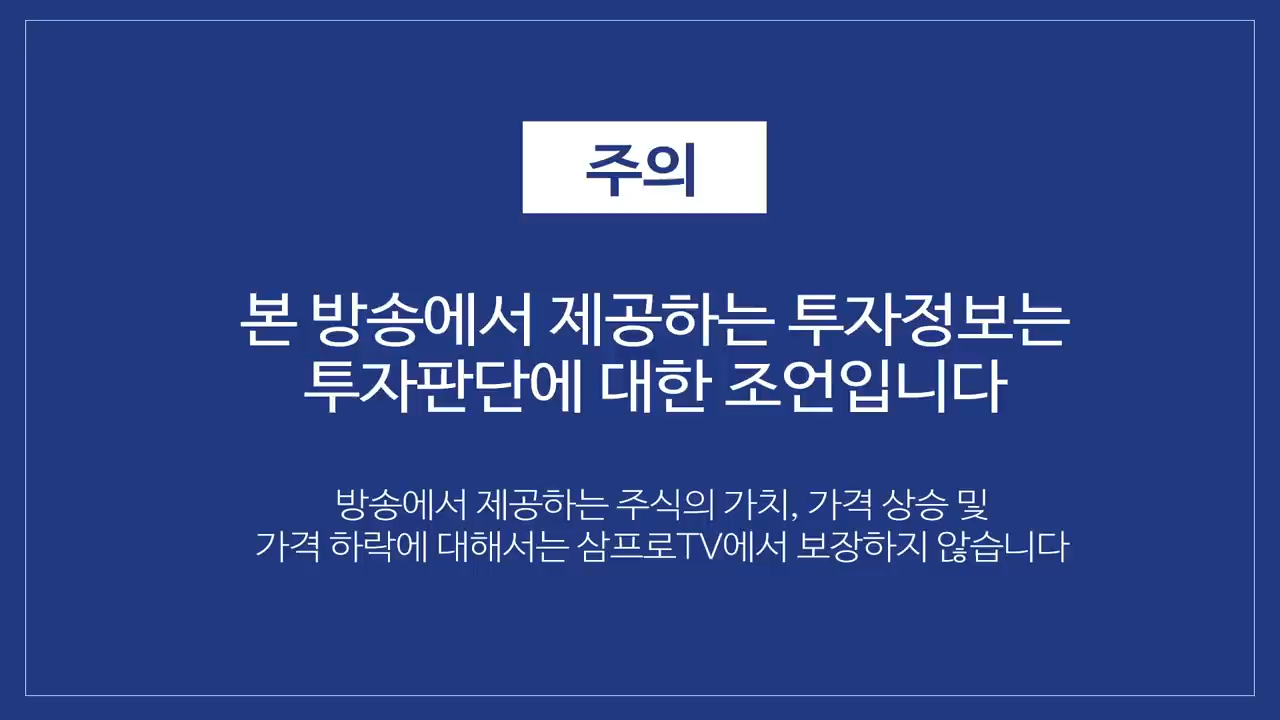 주의
본 방송에서 제공하는 투자정보는
투자판단에 대한 조언입니다
방송에서 제공하는 주식의 가치, 가격 상승 및
가격 하락에 대해서는 삼프로TV에서 보장하지 않습니다